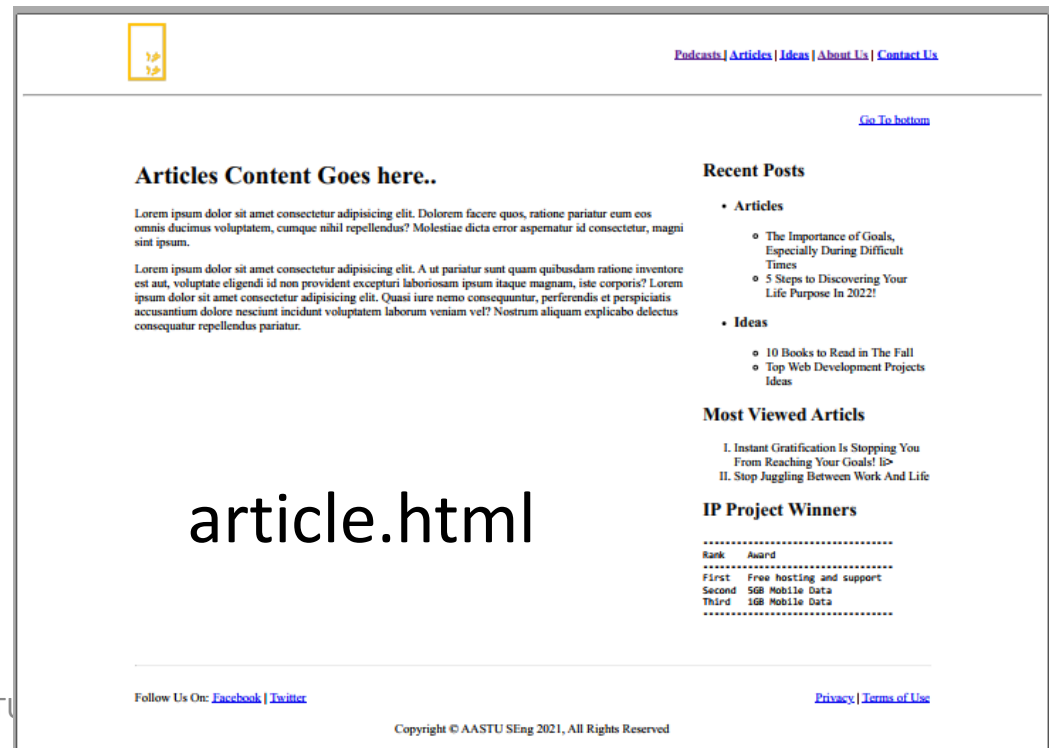 Podcasts | Articles | Ideas | About Us | Contact Us
Go To bottom
Articles Content Goes here..
Lorem ipsum dolor sit amet consectetur adipisicing elit. Dolorem facere quos, ratione pariatur eum eos
omnis ducimus voluptatem, cumque nihil repellendus? Molestiae dicta error aspernatur id consectetur, magni
sint ipsum.
Lorem ipsum dolor sit amet consectetur adipisicing elit. A ut pariatur sunt quam quibusdam ratione inventore
est aut, voluptate eligendi id non provident excepturi laboriosam ipsum itaque magnam, iste corporis? Lorem
ipsum dolor sit amet consectetur adipisicing elit. Quasi iure nemo consequuntur, perferendis et perspiciatis
accusantium dolore nesciunt incidunt voluptatem laborum veniam vel? Nostrum aliquam explicabo delectus
consequatur repellendus pariatur.
article.html
Recent Posts
• Articles
The Importance of Goals,
Especially During Difficult
Times
5 Steps to Discovering Your
Life Purpose In 2022!
• Ideas
10 Books to Read in The Fall
Top Web Development Projects
Ideas
Most Viewed Articls
I. Instant Gratification Is Stopping You
From Reaching Your Goals! li>
II. Stop Juggling Between Work And Life
IP Project Winners
----------------------------------
Rank Award
----------------------------------
First Free hosting and support
Second 5GB Mobile Data
Third 1GB Mobile Data
----------------------------------
Follow Us On: Facebook | Twitter
Privacy | Terms of Use
Copyright © AASTU SEng 2021, All Rights Reserved